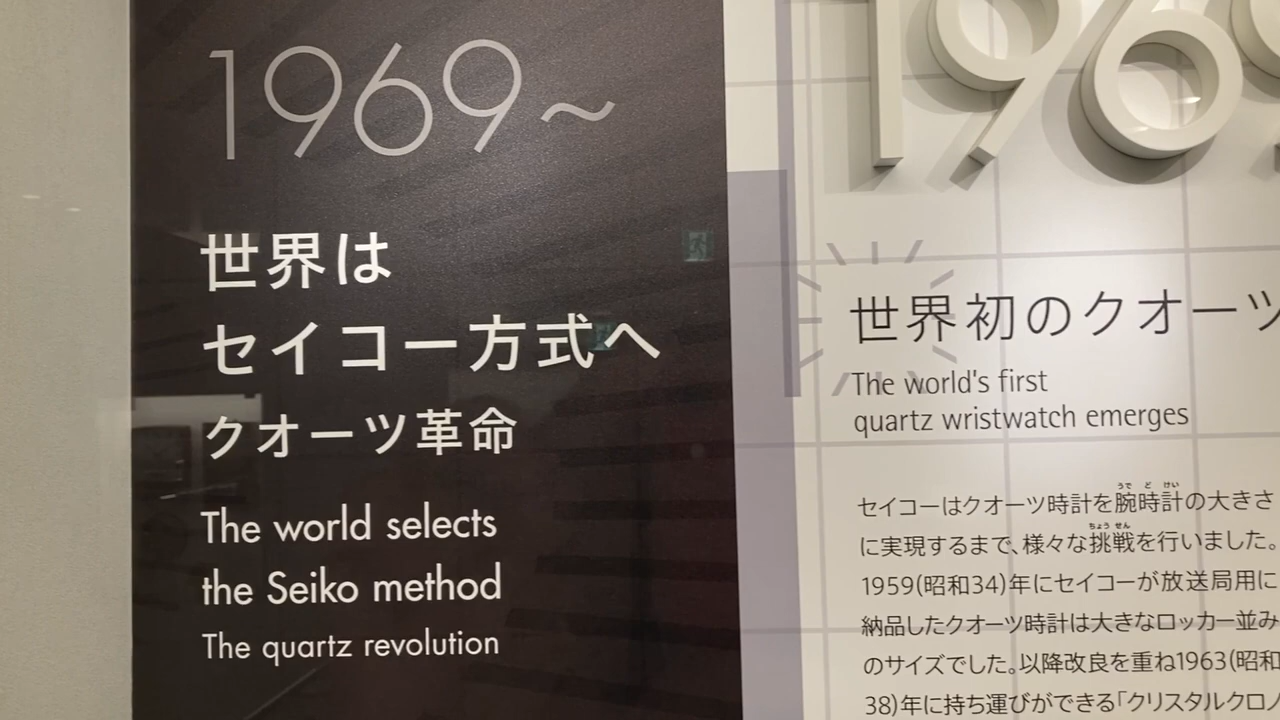 1969~
世界は
セイコー方式へ
クオーツ革命
The world selects
the Seiko method
The quartz revolution
196
世界初のクオーツ
The world's first
quartz wristwatch emerges
セイコーはクオーツ時計を腕時計の大きさ
に実現するまで、様々な挑戦を行いました。
1959(昭和34)年にセイコーが放送局用に
納品したクオーツ時計は大きなロッカー並み
のサイズでした。以降改良を重ね1963(昭和
38)年に持ち運びができる「クリスタルクロノ